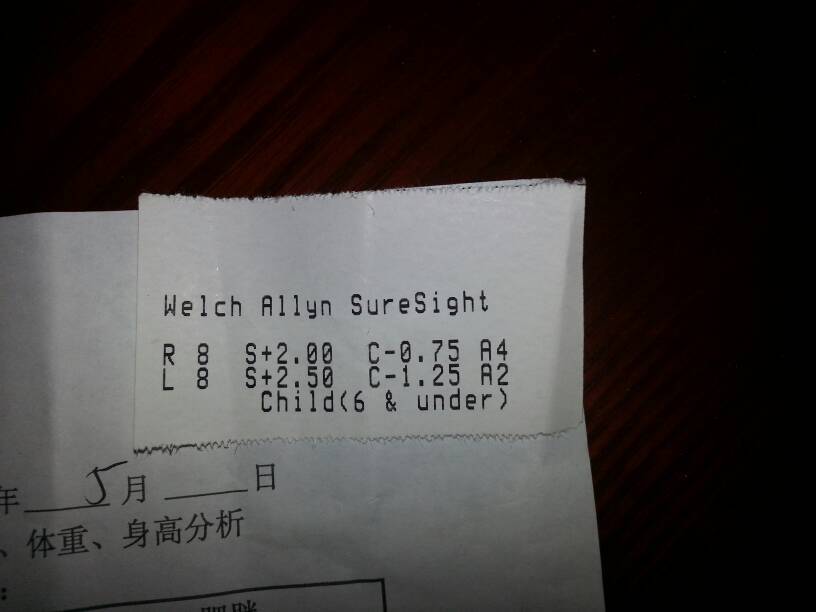 Welch Allyn SureSight
R 8 S+2.00 C-0.75 A4
L 8 S+2.50 C-1.25 A2
Child(6 & under)
年 5 月 日
、体重、身高分析
：